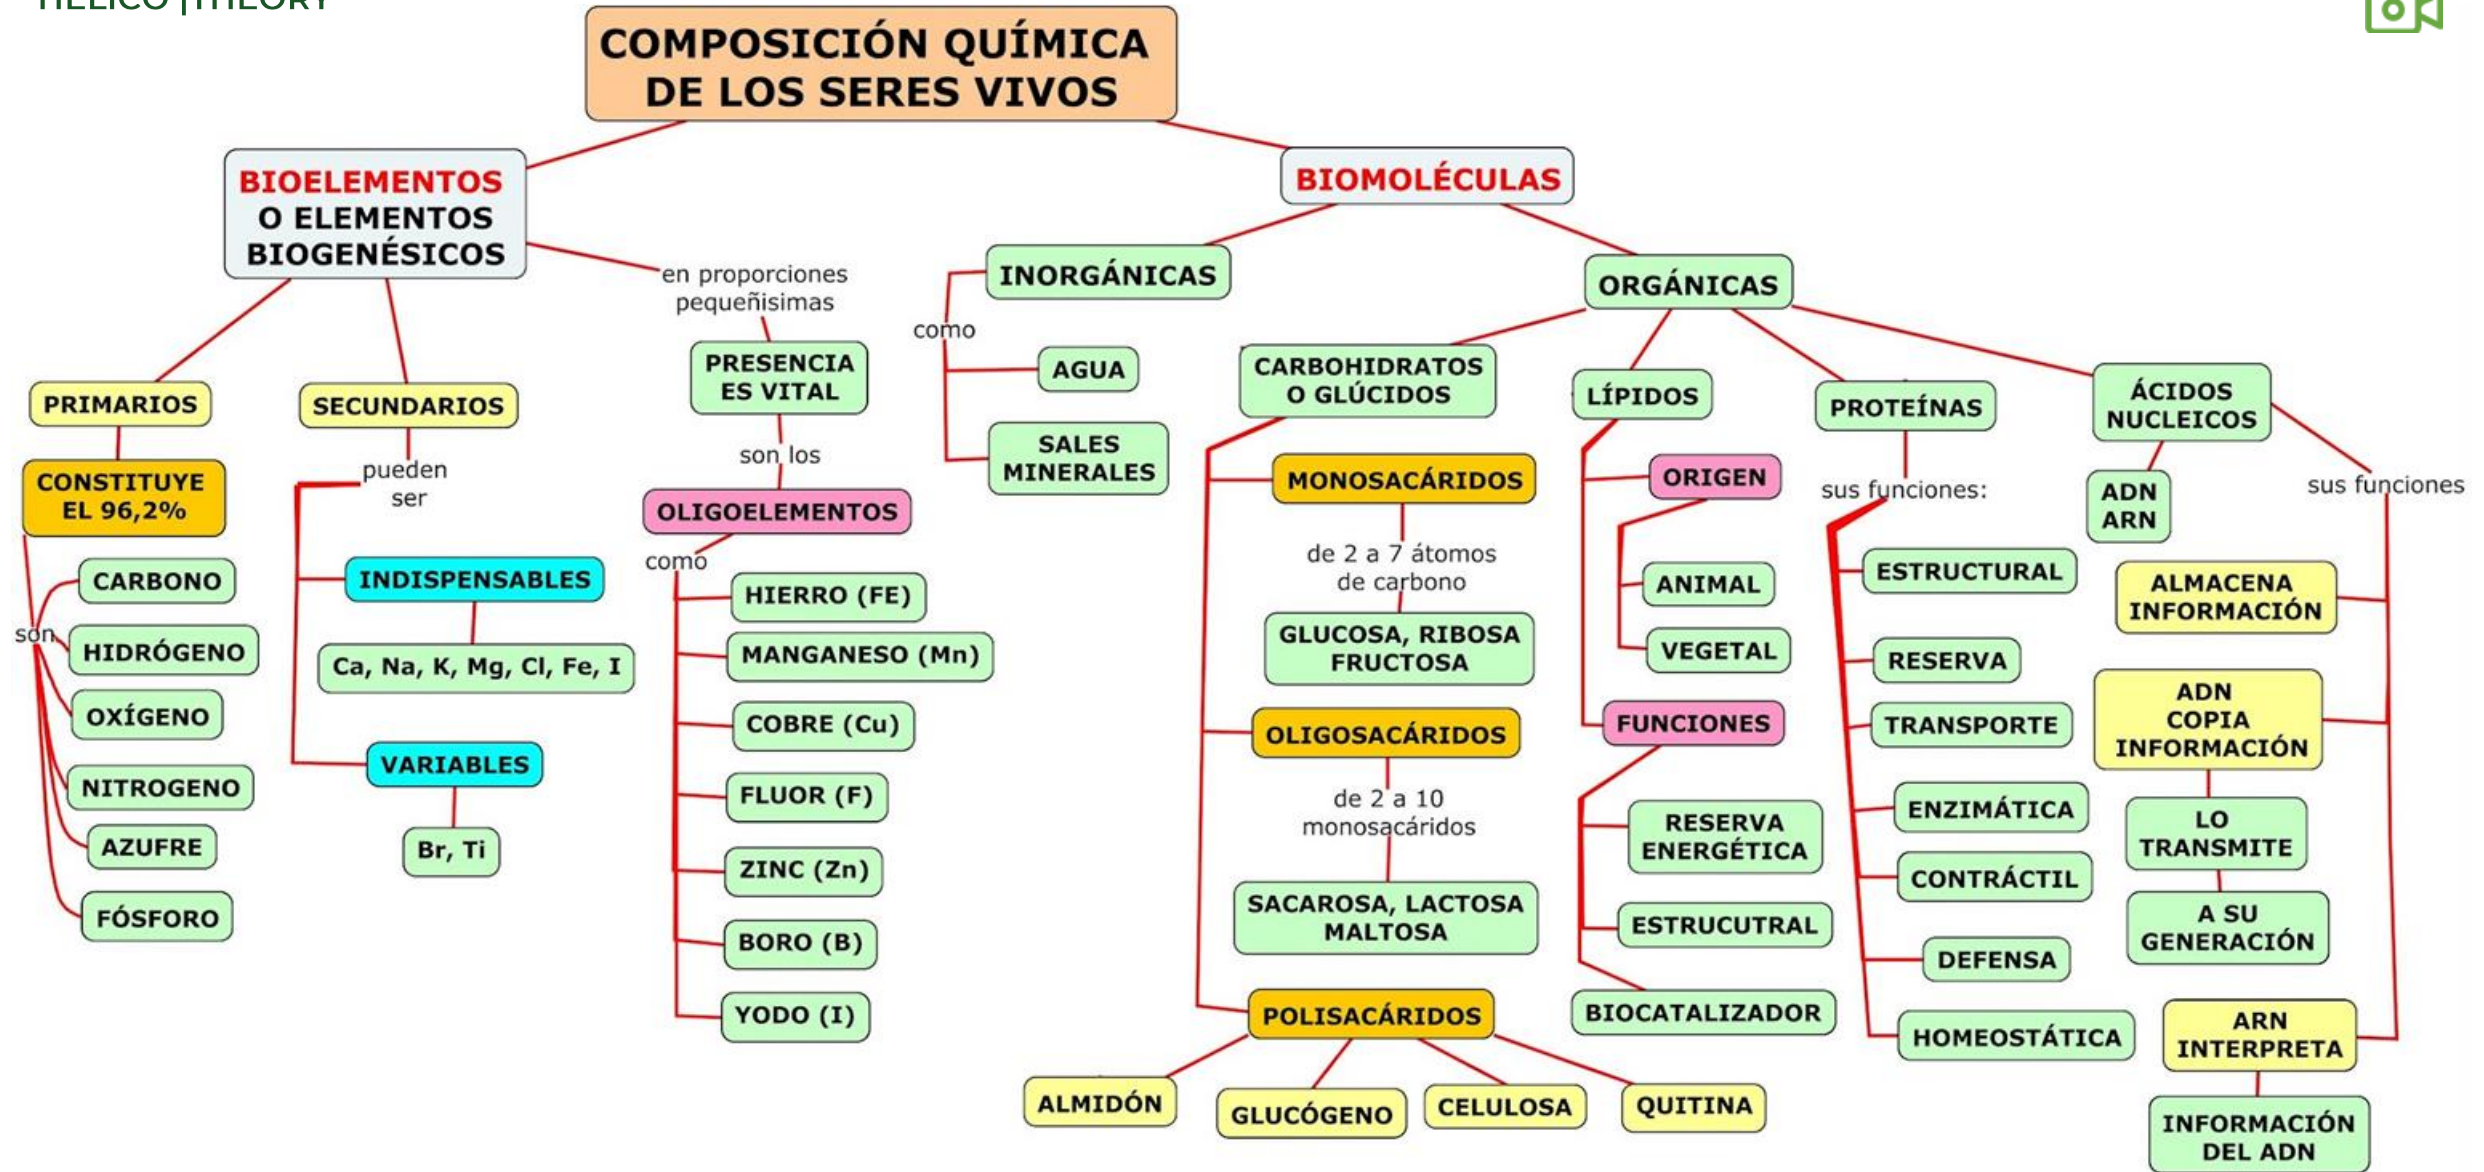 HELICO | THEORY
COMPOSICIÓN QUÍMICA
DE LOS SERES VIVOS
BIOELEMENTOS
O ELEMENTOS
BIOGENÉSICOS
PRIMARIOS
CONSTITUYE
EL 96,2%
son
CARBONO
HIDRÓGENO
OXÍGENO
NITROGENO
AZUFRE
FÓSFORO
SECUNDARIOS
pueden
ser
INDISPENSABLES
Ca, Na, K, Mg, Cl, Fe, I
VARIABLES
Br, Ti
en proporciones
pequeñisimas
PRESENCIA
ES VITAL
son los
OLIGOELEMENTOS
como
HIERRO (FE)
MANGANESO (Mn)
COBRE (Cu)
FLUOR (F)
ZINC (Zn)
BORO (B)
YODO (I)
BIOMOLÉCULAS
INORGÁNICAS
como
AGUA
SALES
MINERALES
ORGÁNICAS
CARBOHIDRATOS
O GLÚCIDOS
MONOSACÁRIDOS
de 2 a 7 átomos
de carbono
GLUCOSA, RIBOSA
FRUCTOSA
OLIGOSACÁRIDOS
de 2 a 10
monosacáridos
SACAROSA, LACTOSA
MALTOSA
POLISACÁRIDOS
ALMIDÓN
GLUCÓGENO
CELULOSA
QUITINA
LÍPIDOS
ORIGEN
ANIMAL
VEGETAL
FUNCIONES
RESERVA
ENERGÉTICA
ESTRUCUTRAL
BIOCATALIZADOR
PROTEÍNAS
sus funciones:
ESTRUCTURAL
RESERVA
TRANSPORTE
ENZIMÁTICA
CONTRÁCTIL
DEFENSA
HOMEOSTÁTICA
ÁCIDOS
NUCLEICOS
ADN
ARN
sus funciones
ALMACENA
INFORMACIÓN
ADN
COPIA
INFORMACIÓN
LO
TRANSMITE
A SU
GENERACIÓN
ARN
INTERPRETA
INFORMACIÓN
DEL ADN